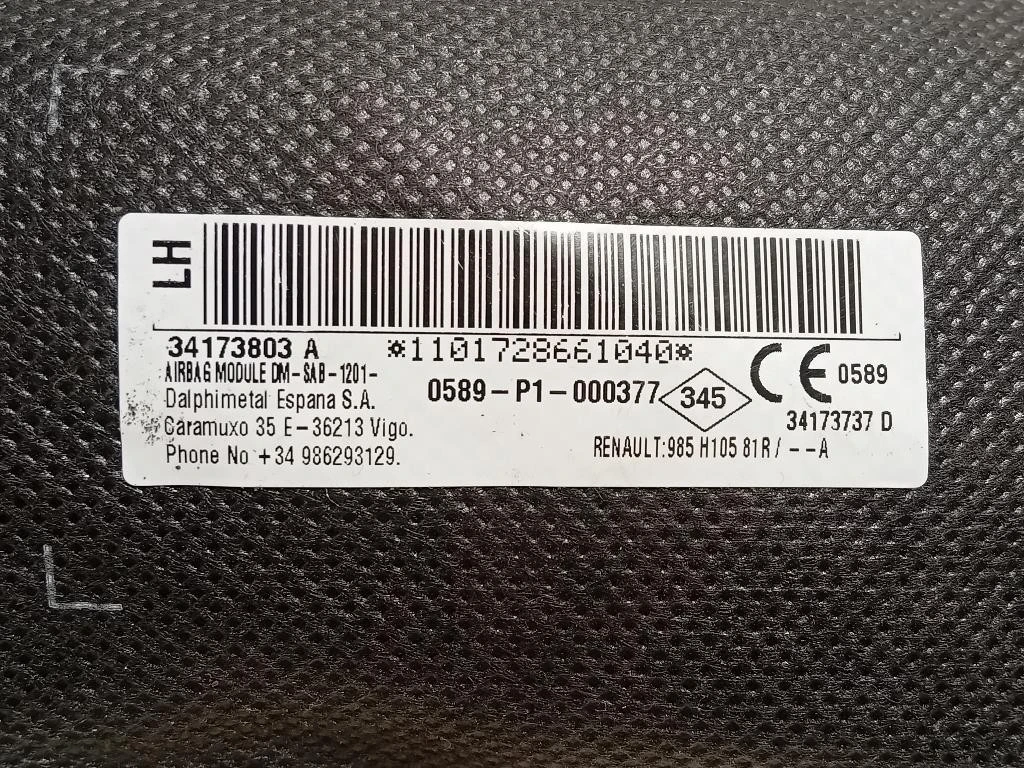 LH
34173803 A
*1101728661040*
AIRBAG MODULE DM-SAB-1201-
Dalphimetal Espana S.A.
Caramuxo 35 E-36213 Vigo.
Phone No +34 986293129.
0589-P1-000377
345
CE 0589
34173737 D
RENAULT:985 H105 81R/--A